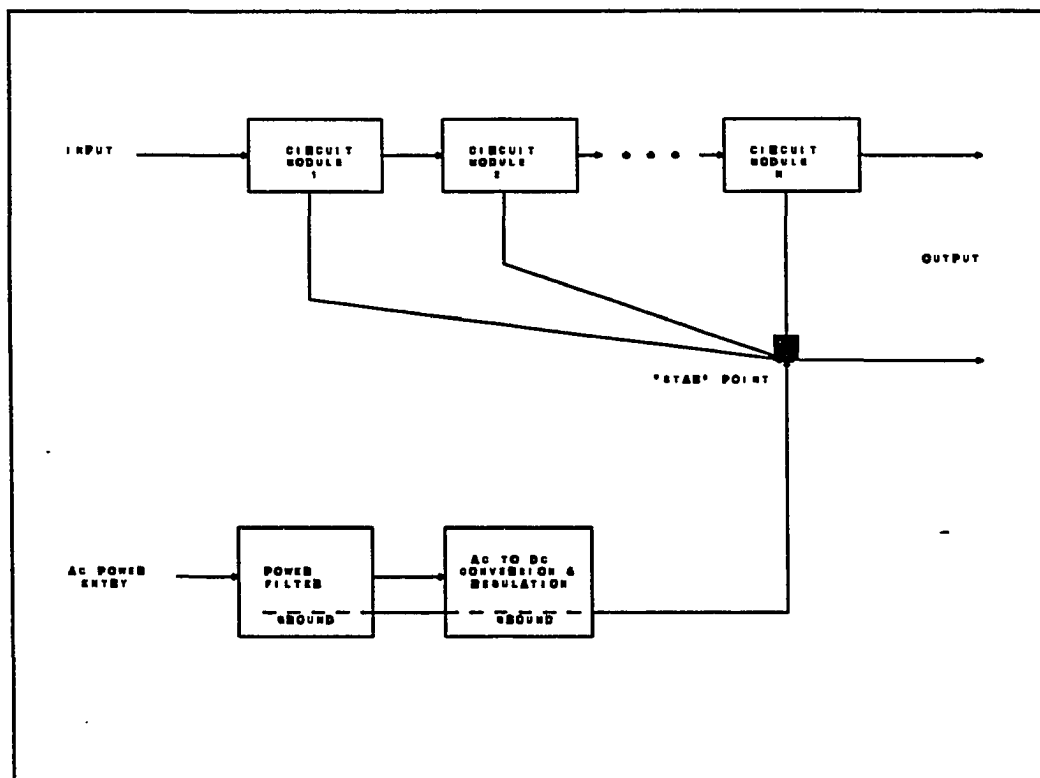 INPUT
CIRCUIT
MODULE
1
CIRCUIT
MODULE
2
CIRCUIT
MODULE
N
OUTPUT
"STAR" POINT
AC POWER
ENTRY
POWER
FILTER
GROUND
AC TO DC
CONVERSION &
REGULATION
GROUND